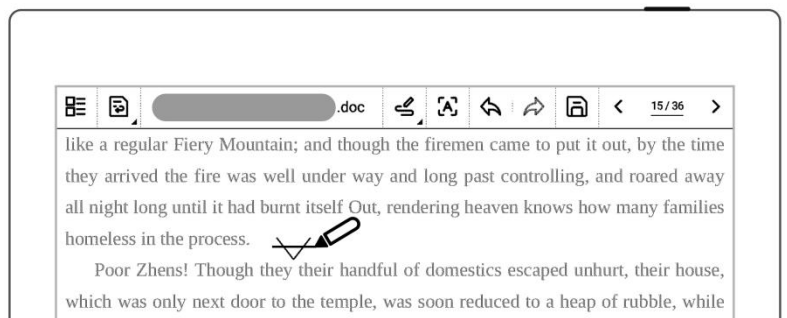 .doc
15/36
like a regular Fiery Mountain; and though the firemen came to put it out, by the time
they arrived the fire was well under way and long past controlling, and roared away
all night long until it had burnt itself Out, rendering heaven knows how many families
homeless in the process.
Poor Zhens! Though they their handful of domestics escaped unhurt, their house,
which was only next door to the temple, was soon reduced to a heap of rubble, while